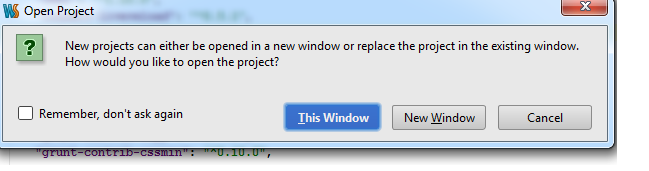 Open Project
New projects can either be opened in a new window or replace the project in the existing window.
How would you like to open the project?
Remember, don't ask again
This Window
New Window
Cancel
"grunt-contrib-cssmin": "^0.10.0",